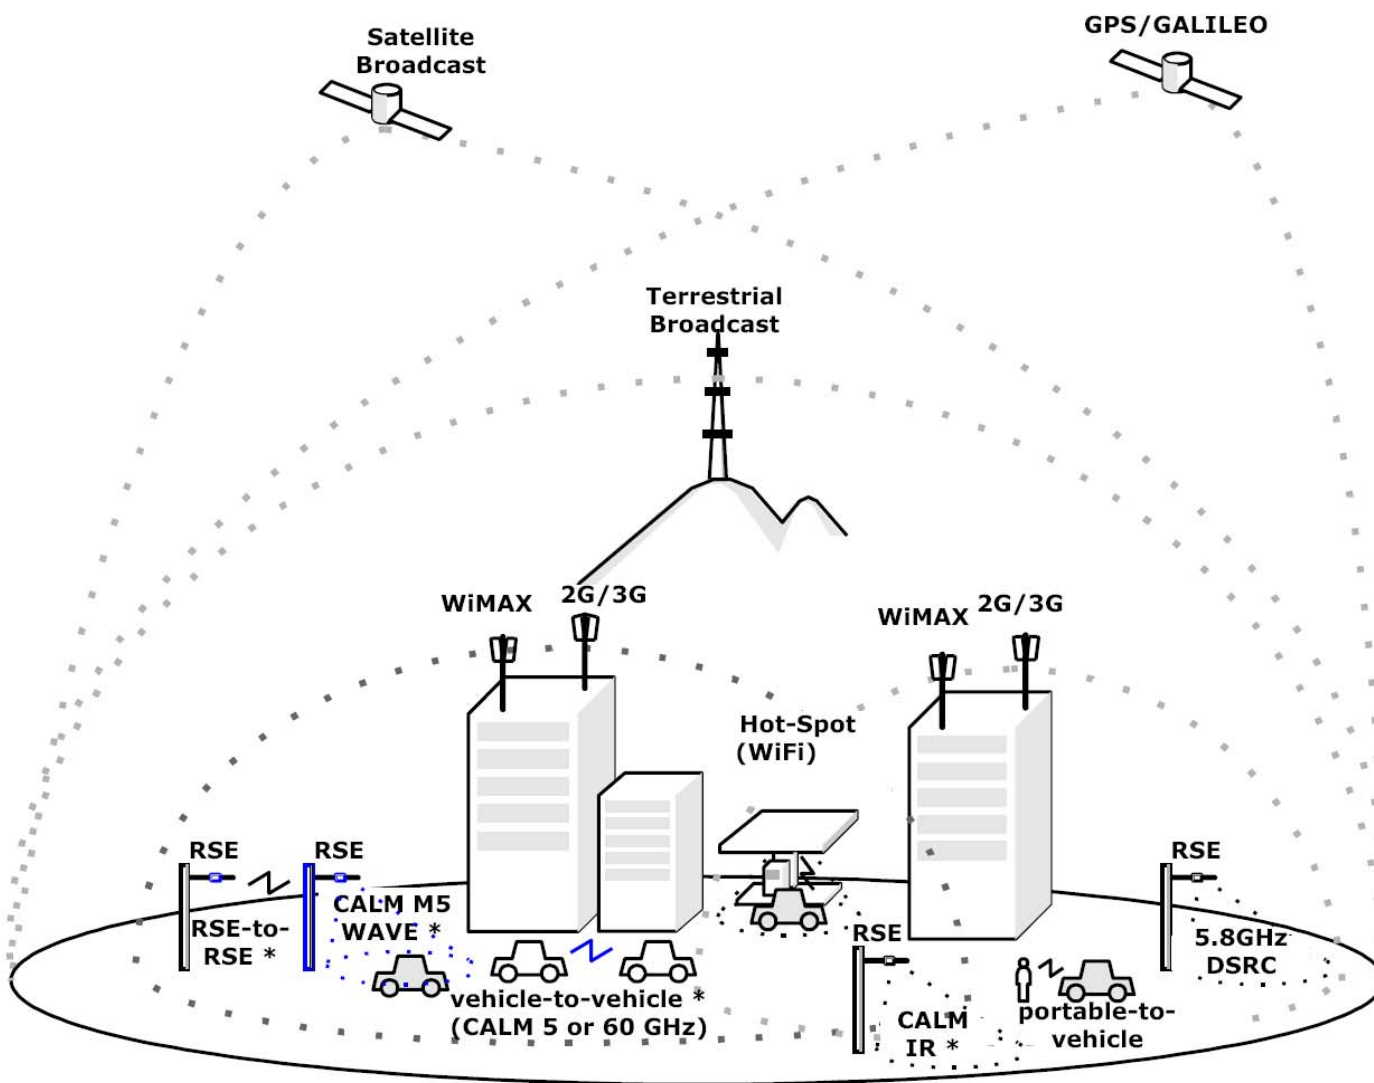 Satellite
Broadcast
GPS/GALILEO
Terrestrial
Broadcast
WiMAX
2G/3G
WiMAX
2G/3G
Hot-Spot
(WiFi)
RSE
RSE
RSE
RSE-to-
RSE *
CALM M5
WAVE *
RSE
5.8GHz
DSRC
vehicle-to-vehicle *
(CALM 5 or 60 GHz)
CALM
IR *
portable-to-
vehicle